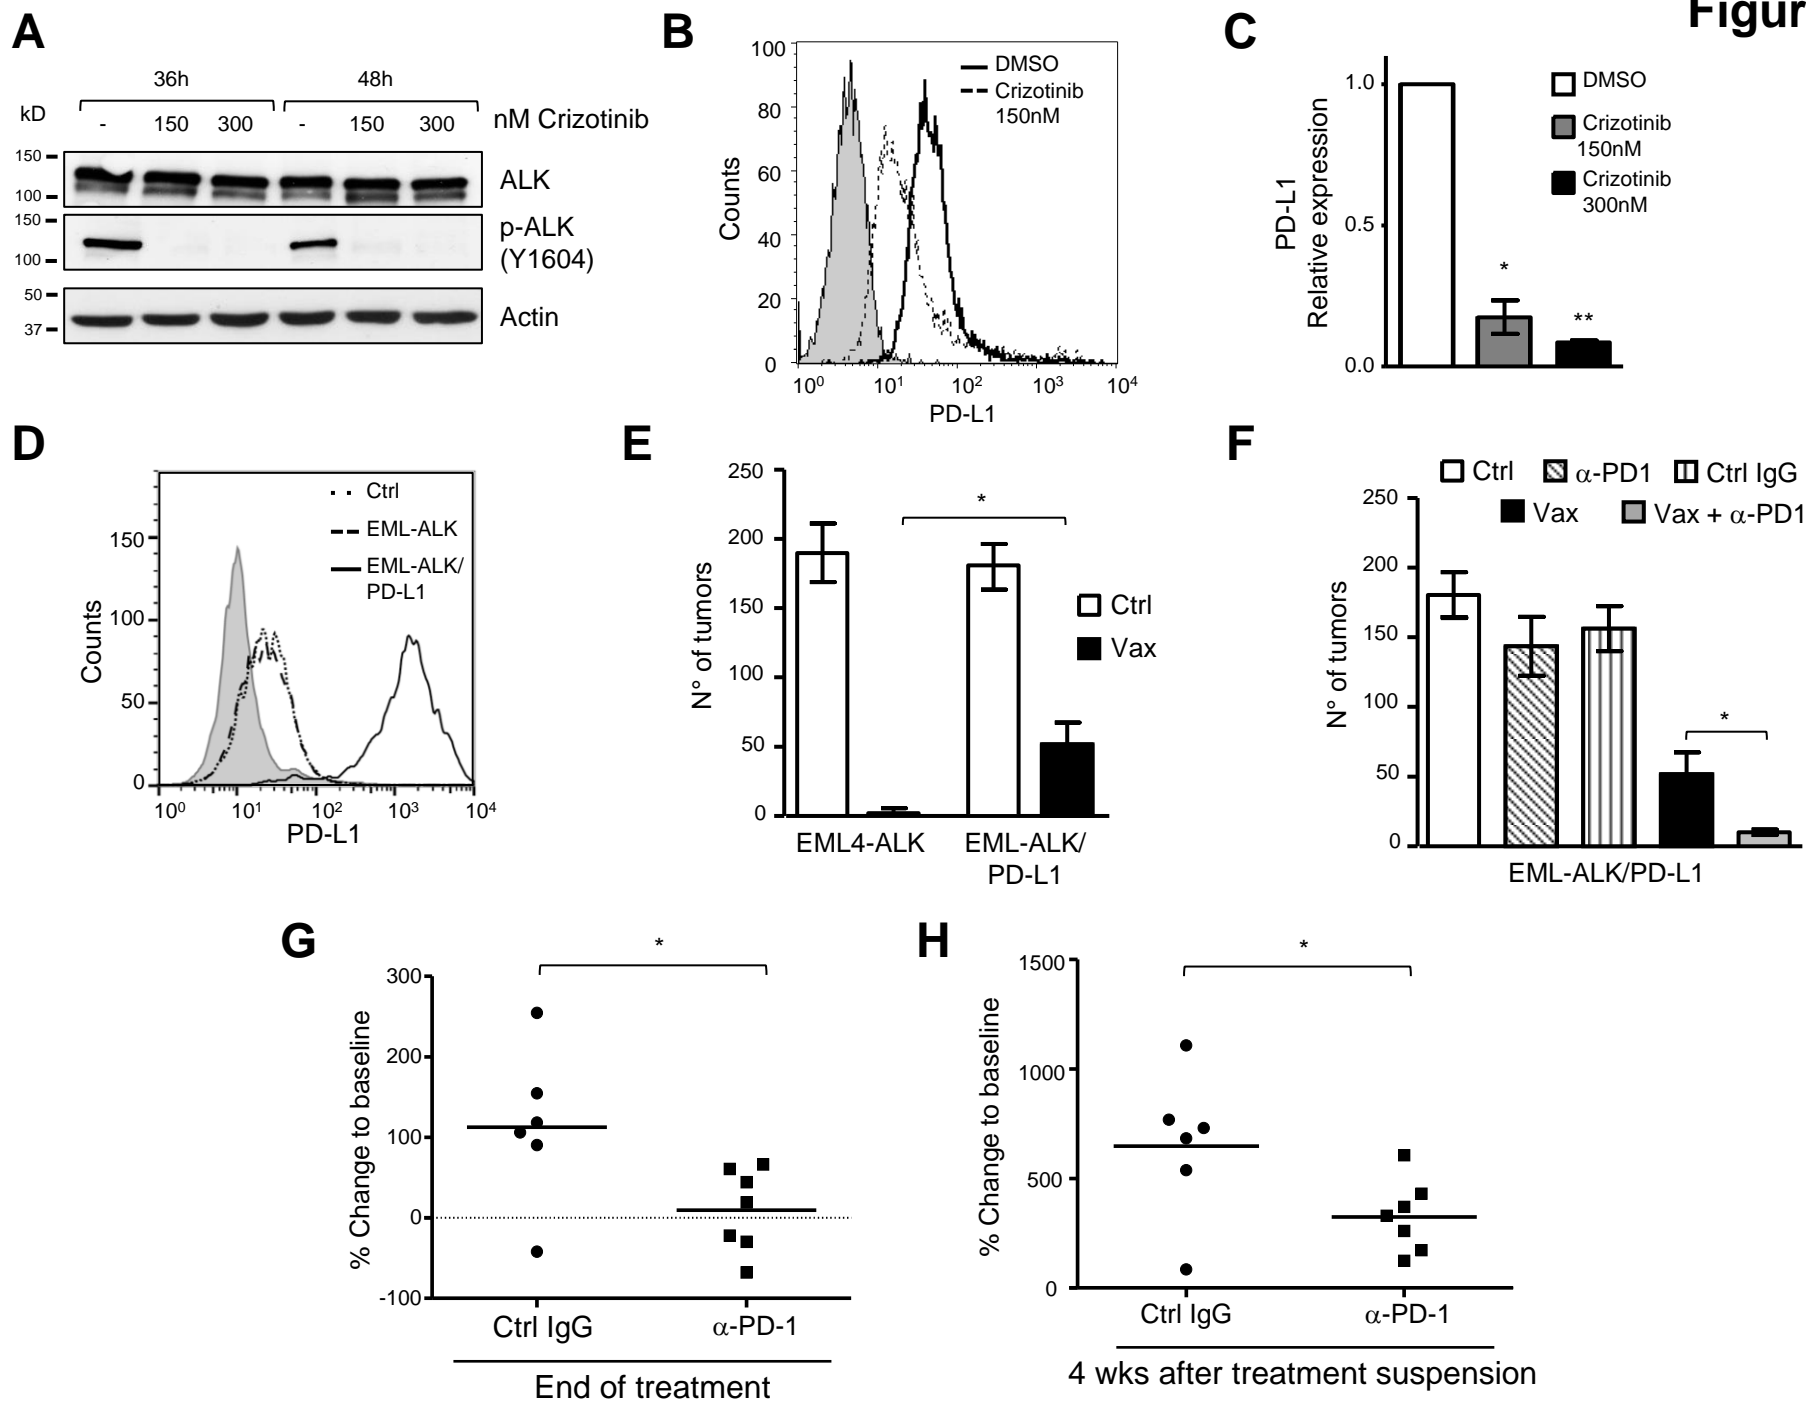 Figur
A
36h
48h
kD
-
150
300
-
150
300
nM Crizotinib
150
100
ALK
150
100
p-ALK
(Y1604)
50
37
Actin
B
100
80
60
40
20
0
Counts
DMSO
Crizotinib
150nM
10⁰
10¹
10²
10³
10⁴
PD-L1
C
1.0
0.5
0.0
PD-L1
Relative expression
DMSO
Crizotinib
150nM
Crizotinib
300nM
*
**
D
150
100
50
0
Counts
Ctrl
EML-ALK
EML-ALK/
PD-L1
10⁰
10¹
10²
10³
10⁴
PD-L1
E
250
200
150
100
50
0
N° of tumors
*
Ctrl
Vax
EML4-ALK
EML-ALK/
PD-L1
F
Ctrl
α-PD1
Ctrl IgG
Vax
Vax + α-PD1
250
200
150
100
50
0
N° of tumors
*
EML-ALK/PD-L1
G
*
300
200
100
0
-100
% Change to baseline
Ctrl IgG
α-PD-1
End of treatment
H
*
1500
1000
500
0
% Change to baseline
Ctrl IgG
α-PD-1
4 wks after treatment suspension